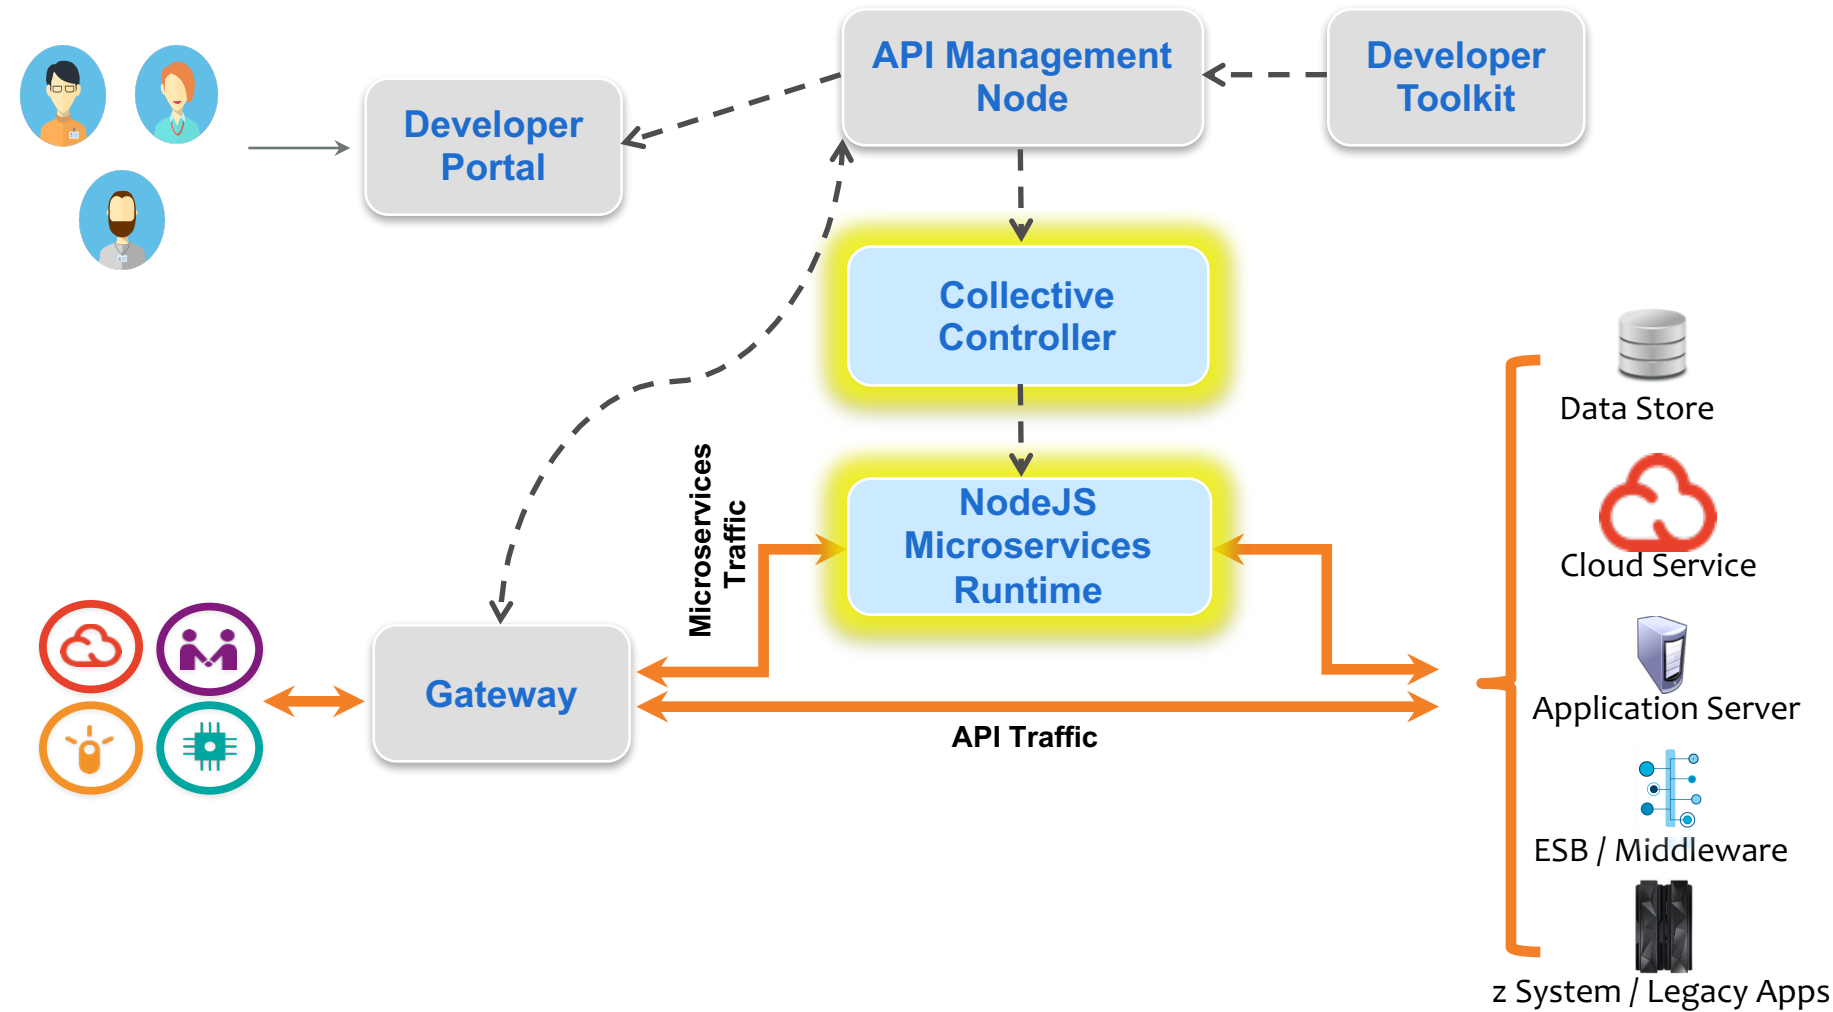 API Management
Node
Developer
Toolkit
Developer
Portal
Collective
Controller
Data Store
Microservices
Traffic
NodeJS
Microservices
Runtime
Cloud Service
Gateway
Application Server
API Traffic
ESB / Middleware
z System / Legacy Apps